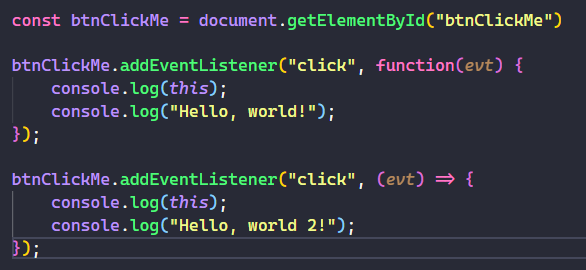 const btnClickMe = document.getElementById("btnClickMe")
btnClickMe.addEventListener("click", function(evt) {
console.log(this);
console.log("Hello, world!");
});
btnClickMe.addEventListener("click", (evt) => {
console.log(this);
console.log("Hello, world 2!");
});